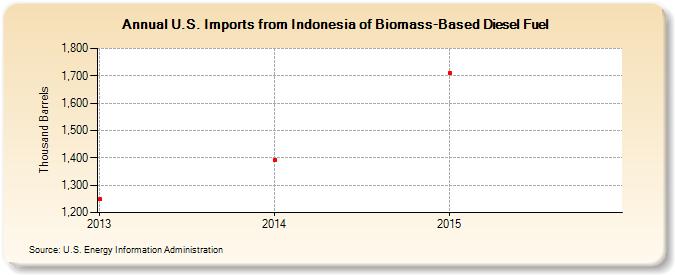 Annual U.S. Imports from Indonesia of Biomass-Based Diesel Fuel
Thousand Barrels
1,800
1,700
1,600
1,500
1,400
1,300
1,200
2013 2014 2015
Source: U.S. Energy Information Administration